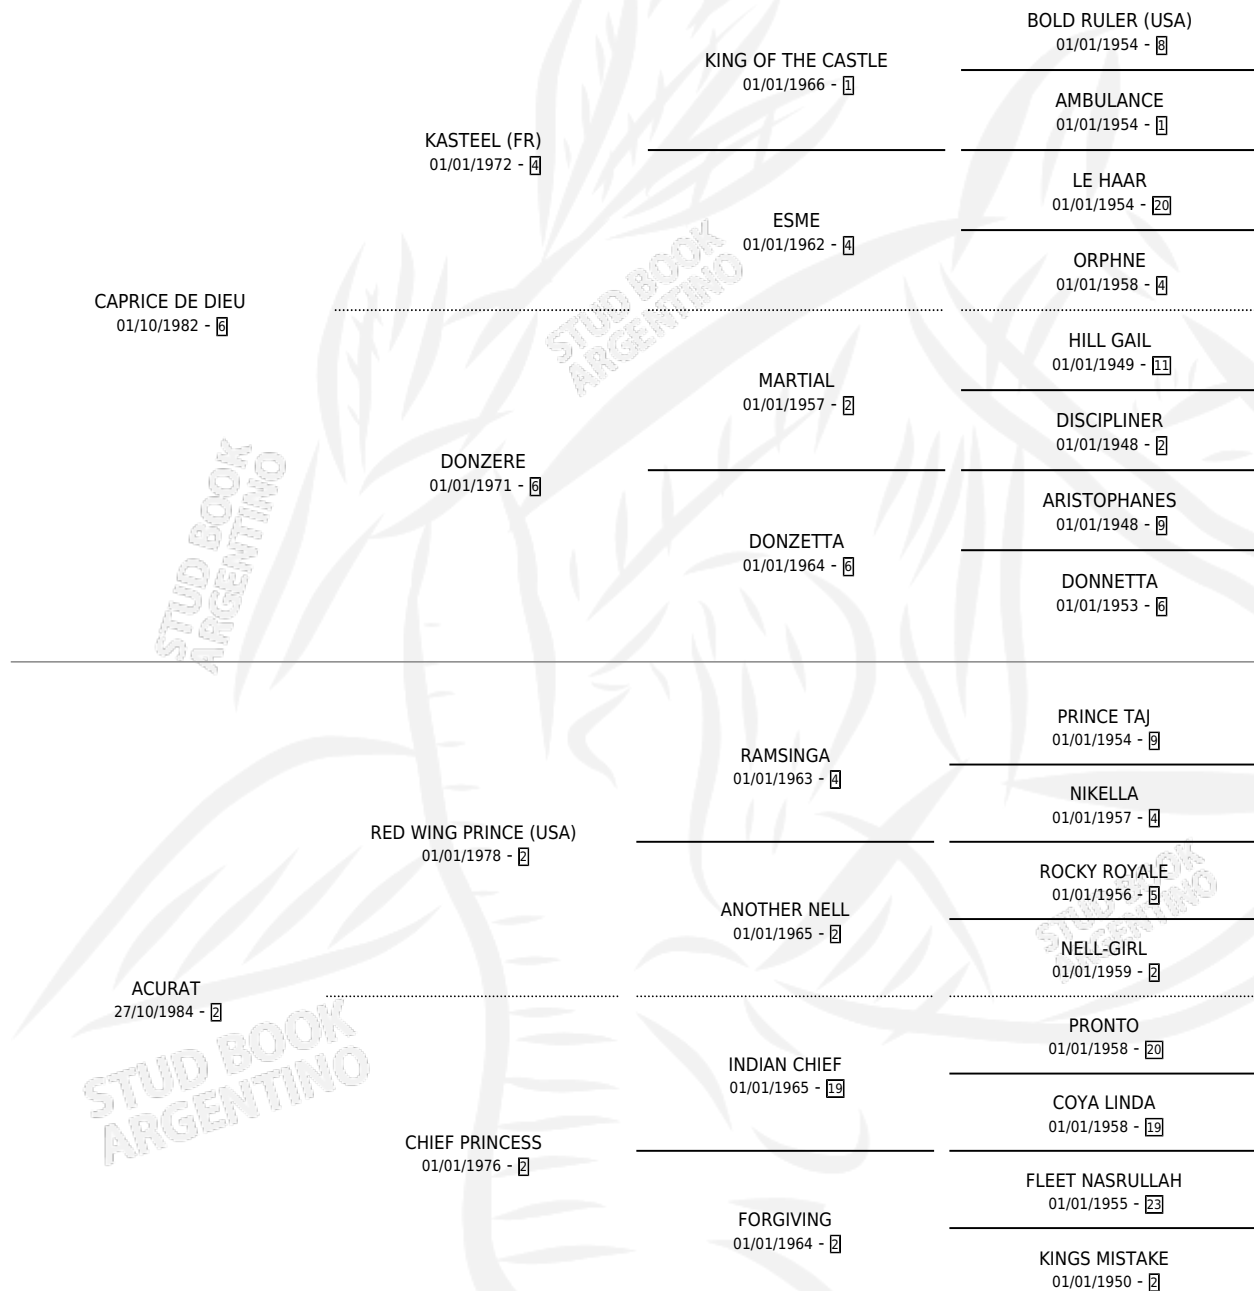 BOLD RULER (USA)
01/01/1954 - 8
KING OF THE CASTLE
01/01/1966 - 1
AMBULANCE
01/01/1954 - 1
KASTEEL (FR)
01/01/1972 - 4
LE HAAR
01/01/1954 - 20
ESME
01/01/1962 - 4
ORPHNE
01/01/1958 - 4
CAPRICE DE DIEU
01/10/1982 - 6
HILL GAIL
01/01/1949 - 11
MARTIAL
01/01/1957 - 2
DISCIPLINER
01/01/1948 - 2
DONZERE
01/01/1971 - 6
ARISTOPHANES
01/01/1948 - 9
DONZETTA
01/01/1964 - 6
DONNETTA
01/01/1953 - 6
STUD BOOK
ARGENTINO
STUD BOOK
ARGENTINO
PRINCE TAJ
01/01/1954 - 9
RAMSINGA
01/01/1963 - 4
NIKELLA
01/01/1957 - 4
RED WING PRINCE (USA)
01/01/1978 - 2
ROCKY ROYALE
01/01/1956 - 5
ANOTHER NELL
01/01/1965 - 2
NELL-GIRL
01/01/1959 - 2
STUD BOOK
ARGENTINO
ACURAT
27/10/1984 - 2
PRONTO
01/01/1958 - 20
INDIAN CHIEF
01/01/1965 - 19
COYA LINDA
01/01/1958 - 19
STUD BOOK
ARGENTINO
CHIEF PRINCESS
01/01/1976 - 2
FLEET NASRULLAH
01/01/1955 - 23
FORGIVING
01/01/1964 - 2
KINGS MISTAKE
01/01/1950 - 2